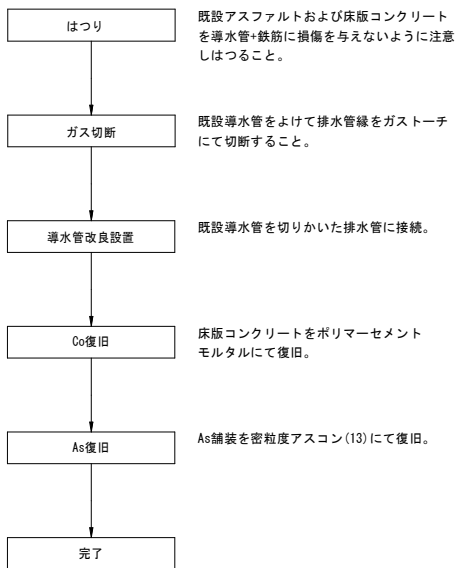 はつり
既設アスファルトおよび床版コンクリート
を導水管+鉄筋に損傷を与えないように注意
しはつること。
ガス切断
既設導水管をよけて排水管縁をガストーチ
にて切断すること。
導水管改良設置
既設導水管を切りかいた排水管に接続。
Co復旧
床版コンクリートをポリマーセメント
モルタルにて復旧。
As復旧
As舗装を密粒度アスコン(13)にて復旧。
完了